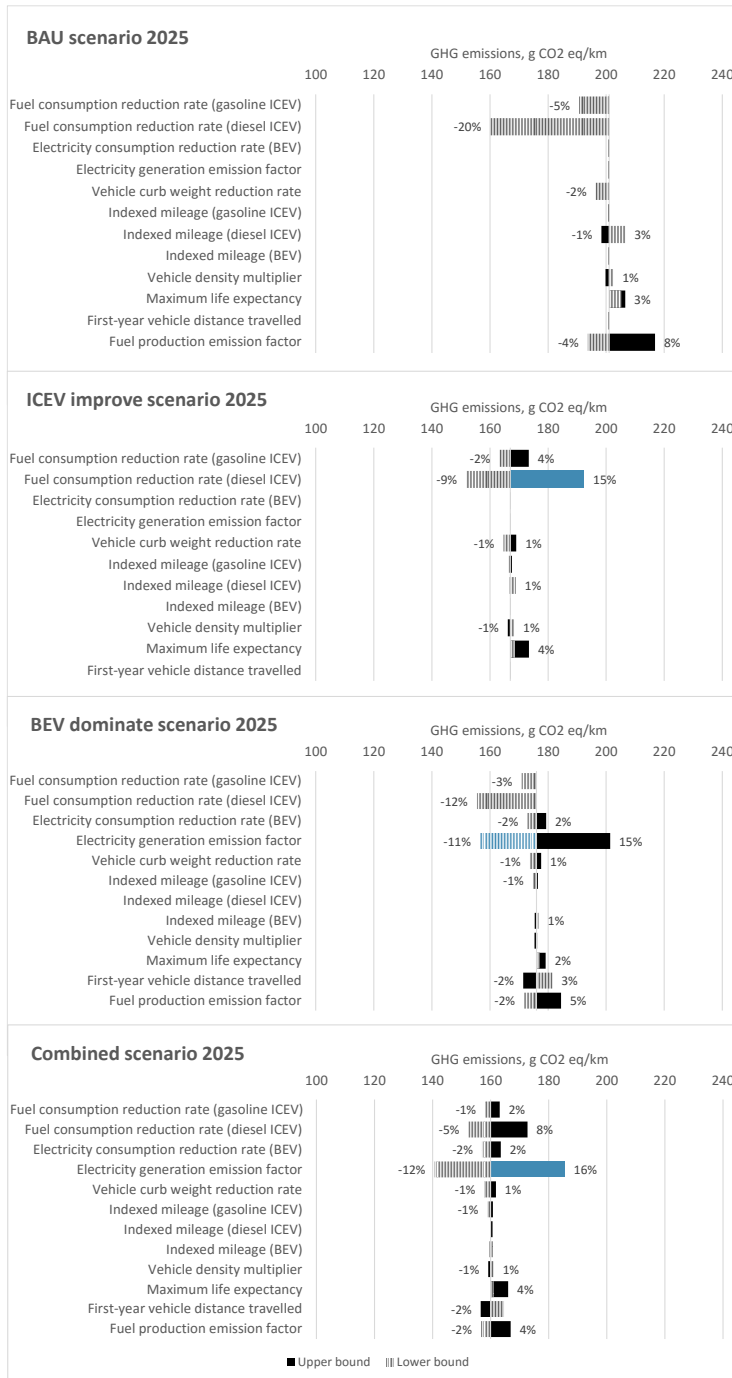 BAU scenario 2025
GHG emissions, g CO2 eq/km
100 120 140 160 180 200 220 240
Fuel consumption reduction rate (gasoline ICEV) -5%
Fuel consumption reduction rate (diesel ICEV) -20%
Electricity consumption reduction rate (BEV)
Electricity generation emission factor
Vehicle curb weight reduction rate -2%
Indexed mileage (gasoline ICEV)
Indexed mileage (diesel ICEV) -1% 3%
Indexed mileage (BEV)
Vehicle density multiplier 1%
Maximum life expectancy 3%
First-year vehicle distance travelled
Fuel production emission factor -4% 8%
ICEV improve scenario 2025
GHG emissions, g CO2 eq/km
100 120 140 160 180 200 220 240
Fuel consumption reduction rate (gasoline ICEV) -2% 4%
Fuel consumption reduction rate (diesel ICEV) -9% 15%
Electricity consumption reduction rate (BEV)
Electricity generation emission factor
Vehicle curb weight reduction rate -1% 1%
Indexed mileage (gasoline ICEV)
Indexed mileage (diesel ICEV) 1%
Indexed mileage (BEV)
Vehicle density multiplier -1% 1%
Maximum life expectancy 4%
First-year vehicle distance travelled
BEV dominate scenario 2025
GHG emissions, g CO2 eq/km
100 120 140 160 180 200 220 240
Fuel consumption reduction rate (gasoline ICEV) -3%
Fuel consumption reduction rate (diesel ICEV) -12%
Electricity consumption reduction rate (BEV) -2% 2%
Electricity generation emission factor -11% 15%
Vehicle curb weight reduction rate -1% 1%
Indexed mileage (gasoline ICEV) -1%
Indexed mileage (diesel ICEV)
Indexed mileage (BEV) 1%
Vehicle density multiplier
Maximum life expectancy 2%
First-year vehicle distance travelled -2% 3%
Fuel production emission factor -2% 5%
Combined scenario 2025
GHG emissions, g CO2 eq/km
100 120 140 160 180 200 220 240
Fuel consumption reduction rate (gasoline ICEV) -1% 2%
Fuel consumption reduction rate (diesel ICEV) -5% 8%
Electricity consumption reduction rate (BEV) -2% 2%
Electricity generation emission factor -12% 16%
Vehicle curb weight reduction rate -1% 1%
Indexed mileage (gasoline ICEV) -1%
Indexed mileage (diesel ICEV)
Indexed mileage (BEV)
Vehicle density multiplier -1% 1%
Maximum life expectancy 4%
First-year vehicle distance travelled -2%
Fuel production emission factor -2% 4%
Upper bound Lower bound